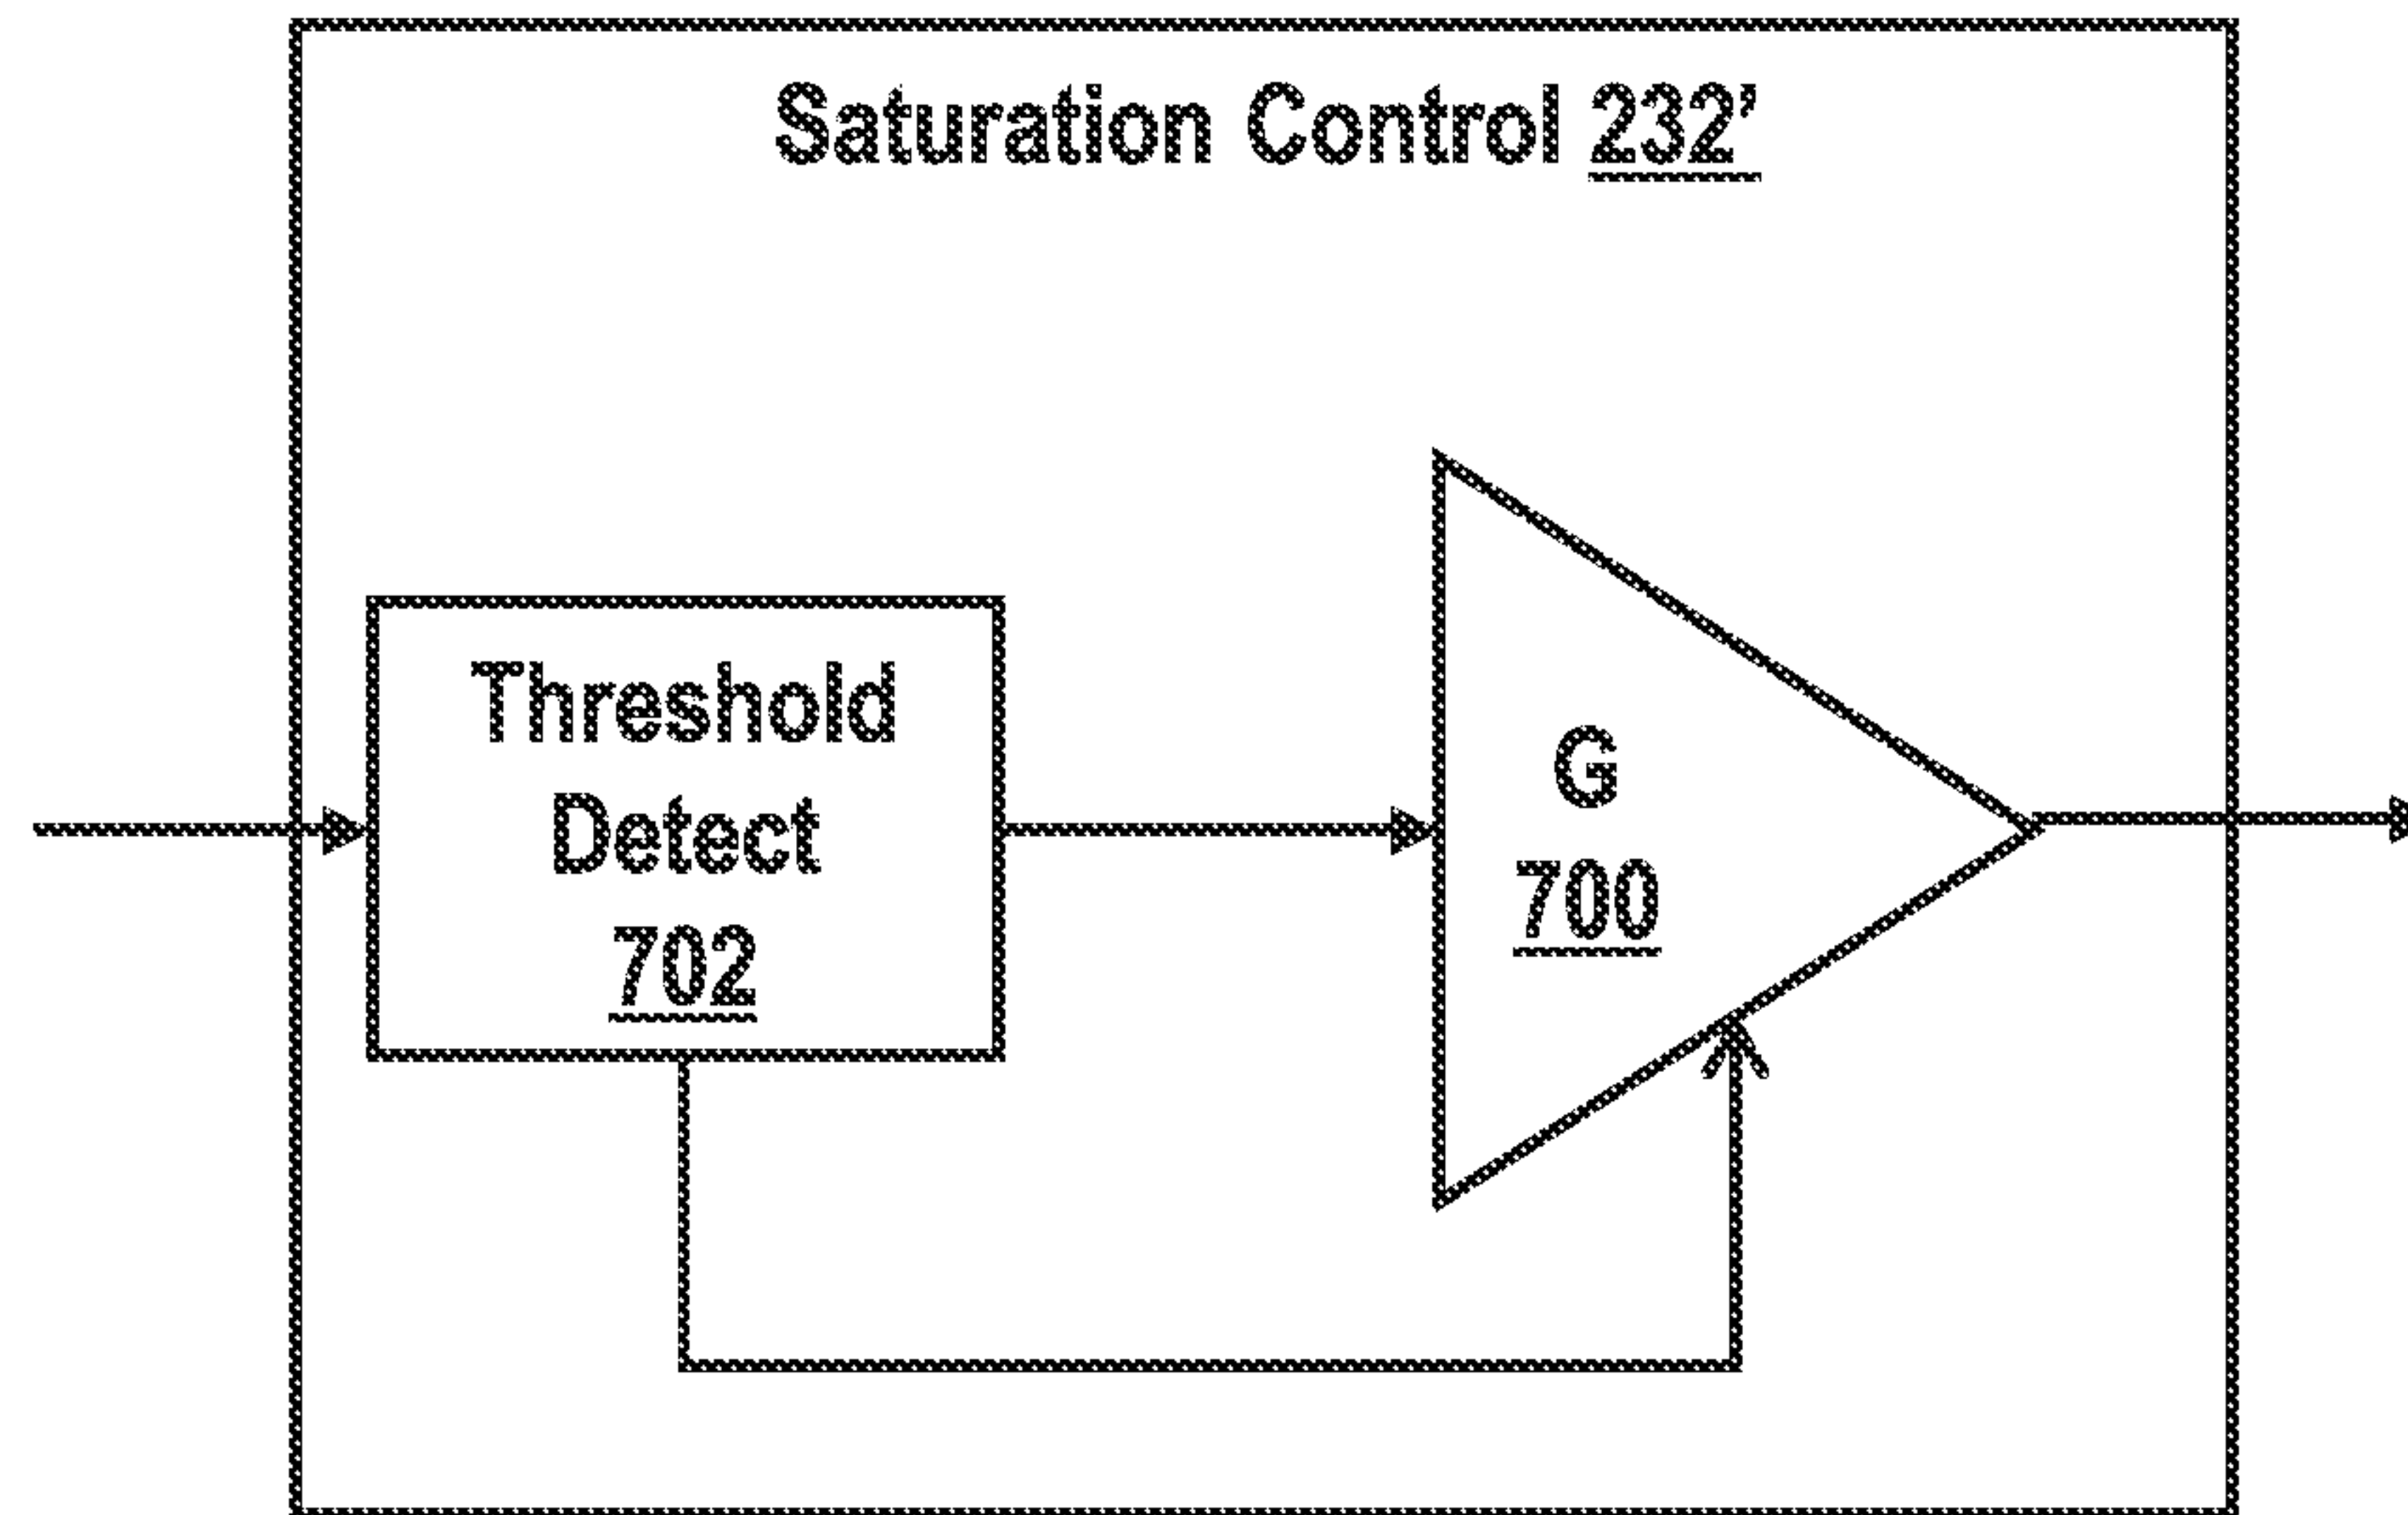 Saturation Control 232'
Threshold
Detect
702
G
700